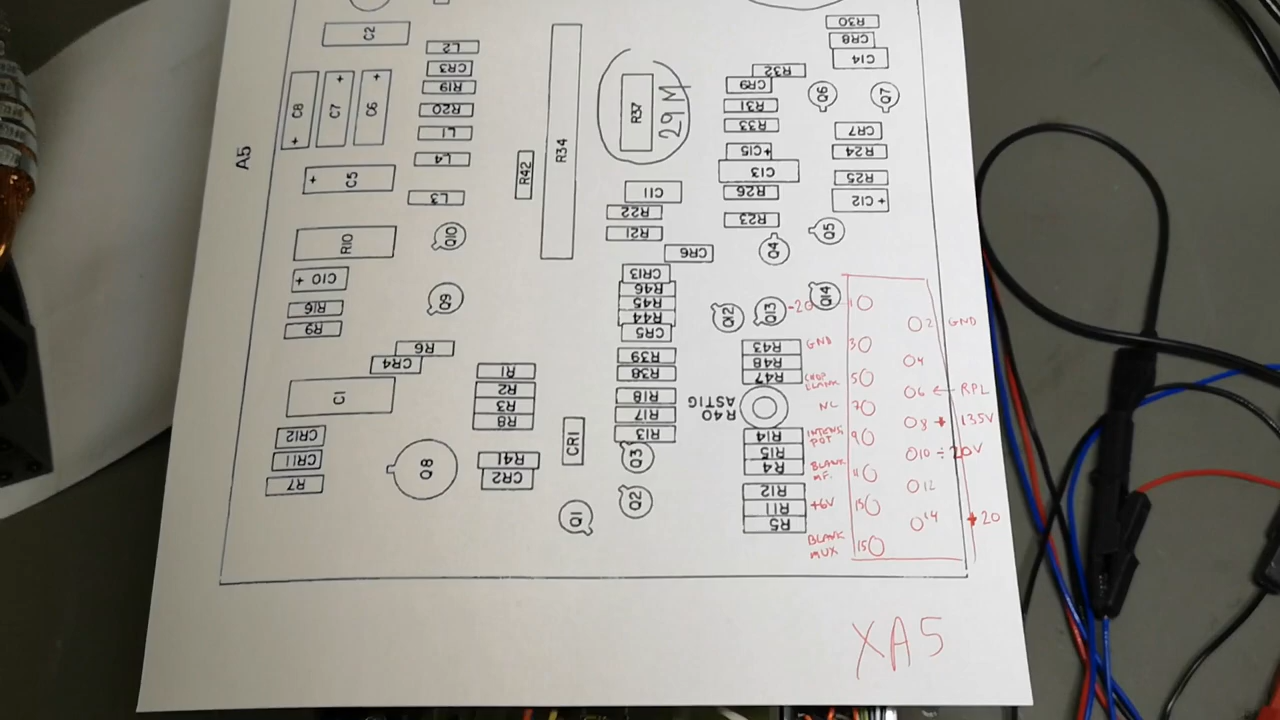 A5
C2
L2
CR3
R19
R20
L1
L4
L3
C8
+
C7
+
C6
+
C5
+
R10
C10
+
R16
R9
Q10
Q9
R6
CR4
C1
CR12
CR11
R7
Q8
R1
R2
R3
R8
R41
CR2
CR1
Q1
Q2
Q3
R42
R34
R37
29M
C11
R22
R21
CR6
CR13
R46
R45
R44
CR5
R39
R38
R18
R17
R13
R30
CR8
C14
R32
CR9
R31
R33
C15
+
C13
R26
R23
Q6
Q7
CR7
R24
R25
C12
+
Q5
Q4
Q14
Q13
Q12
R43
R48
R47
R40
ASTIG
R14
R15
R4
R12
R11
R5
-20
1
2 GND
GND 3
4
5
6 ← RPL
NC 7
8 + 135V
INTENS
POT 9
10 ÷ 20V
BLANK
11
12
+6V 13
14 +20
BLANK
MUX 15
XA5